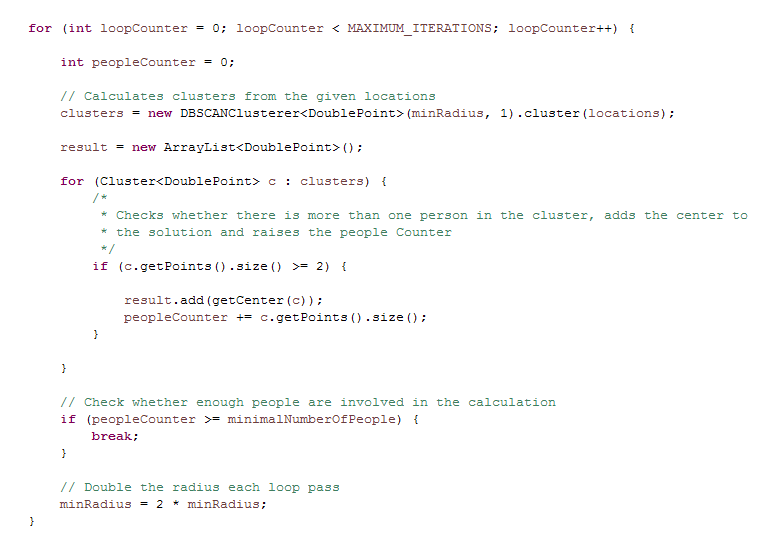 for (int loopCounter = 0; loopCounter < MAXIMUM_ITERATIONS; loopCounter++) {
int peopleCounter = 0;
// Calculates clusters from the given locations
clusters = new DBSCANClusterer<DoublePoint>(minRadius, 1).cluster(locations);
result = new ArrayList<DoublePoint>();
for (Cluster<DoublePoint> c : clusters) {
/*
* Checks whether there is more than one person in the cluster, adds the center to
* the solution and raises the people Counter
*/
if (c.getPoints().size() >= 2) {
result.add(getCenter(c));
peopleCounter += c.getPoints().size();
}
}
// Check whether enough people are involved in the calculation
if (peopleCounter >= minimalNumberOfPeople) {
break;
}
// Double the radius each loop pass
minRadius = 2 * minRadius;
}